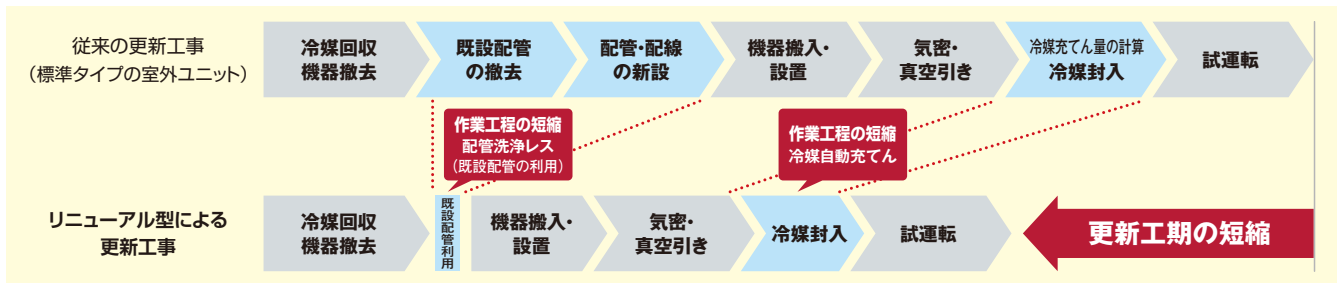 従来の更新工事
（標準タイプの室外ユニット）
冷媒回収
機器撤去
既設配管
の撤去
配管・配線
の新設
機器搬入・
設置
気密・
真空引き
冷媒充てん量の計算
冷媒封入
試運転
作業工程の短縮
配管洗浄レス
（既設配管の利用）
作業工程の短縮
冷媒自動充てん
リニューアル型による
更新工事
冷媒回収
機器撤去
既設配管利用
機器搬入・
設置
気密・
真空引き
冷媒封入
試運転
更新工期の短縮